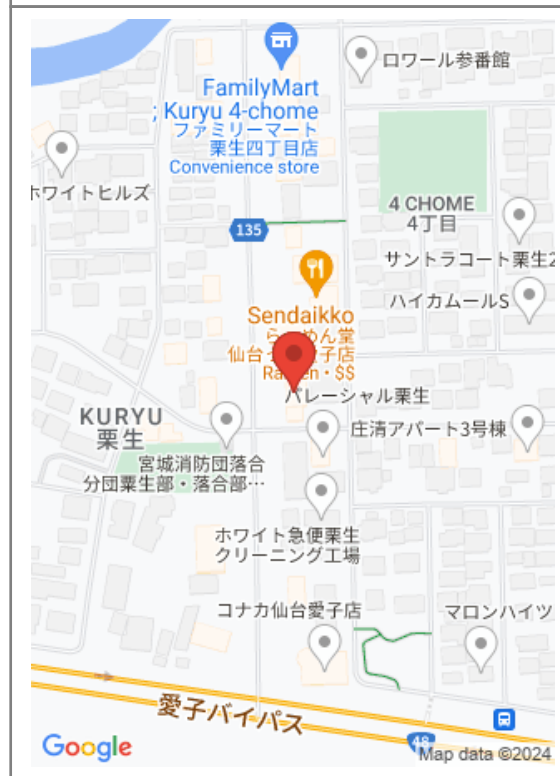 ロワール参番館
FamilyMart
; Kuryu 4-chome
ファミリーマート
栗生四丁目店
Convenience store
ホワイトヒルズ
4 CHOME
4丁目
135
サントラコート栗生2
ハイカムールS
Sendaikko
仙台
子店
$$
パレーシャル栗生
KURYU
栗生
庄清アパート3号棟
宮城消防団落合
分団栗生部・落合部…
ホワイト急便栗生
クリーニング工場
コナカ仙台愛子店
マロンハイツ
愛子バイパス
48
Google
Map data ©2024